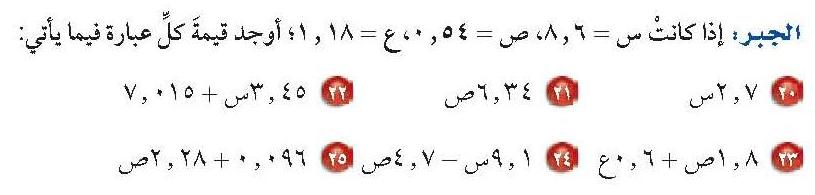 الجبر: إذا كانتْ س = ٨,٦، ص = ٠,٥٤، ع = ١,١٨؛ أوجد قيمةَ كلِّ عبارة فيما يأتي:
٢٠ ٢,٧س ٢١ ٦,٣٤ص ٢٢ ٣,٤٥س + ٧,٠١٥
٢٣ ١,٨ص + ٠,٦ع ٢٤ ٩,١س − ٤,٧ص ٢٥ ٠,٠٩٦ + ٢,٢٨ص